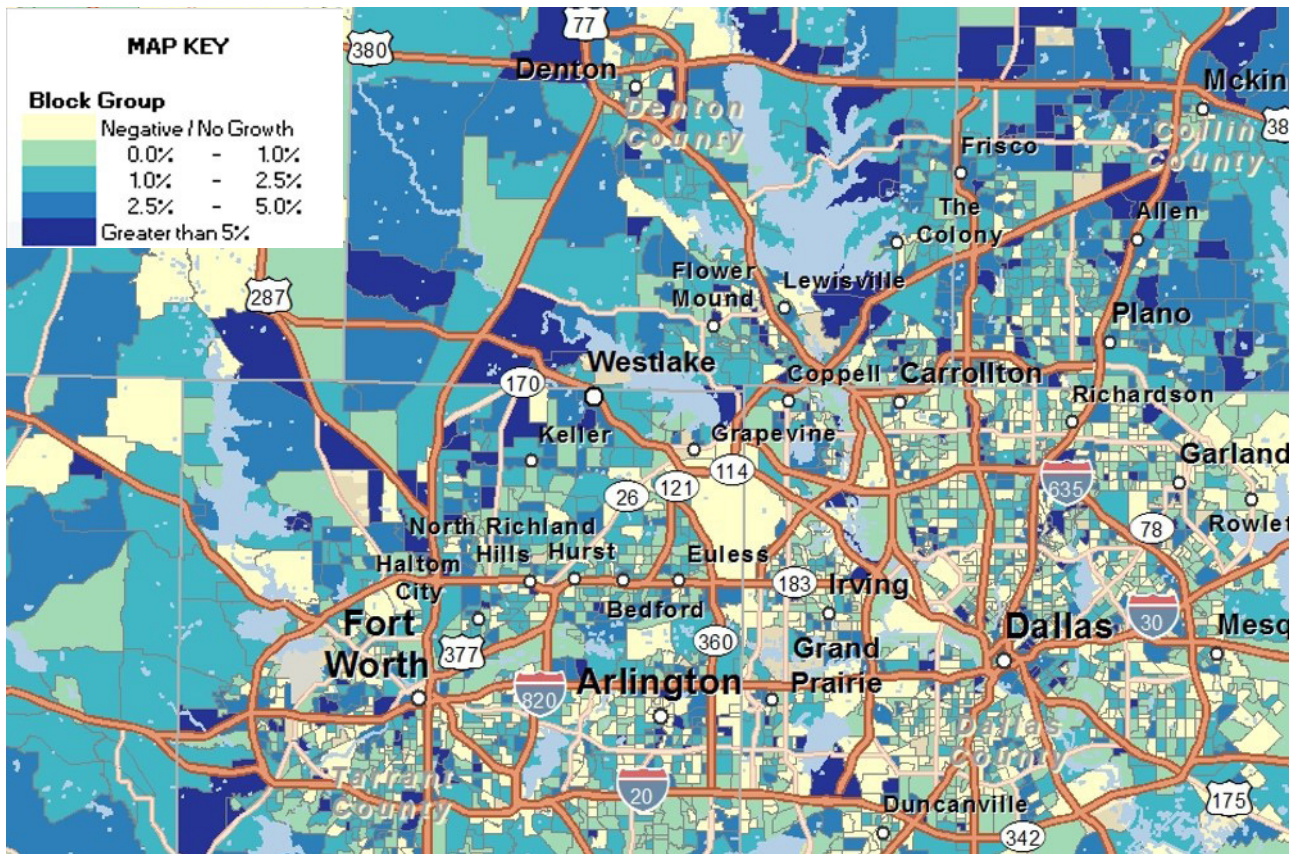 MAP KEY
Block Group
Negative / No Growth
0.0% - 1.0%
1.0% - 2.5%
2.5% - 5.0%
Greater than 5%
77
380
Denton
Denton
County
Mckin
38
Collin
County
Frisco
The
Colony
Allen
287
Flower
Mound
Lewisville
Plano
Westlake
170
Coppell
Carrollton
Richardson
Keller
Grapevine
Garland
114
121
26
635
78
Rowlet
North Richland
Hills
Hurst
Euless
Haltom
City
183
Irving
Bedford
30
Fort
Worth
377
360
Grand
Prairie
Dallas
Mesq
820
Arlington
Dallas
County
Tarrant
County
20
Duncanville
175
342